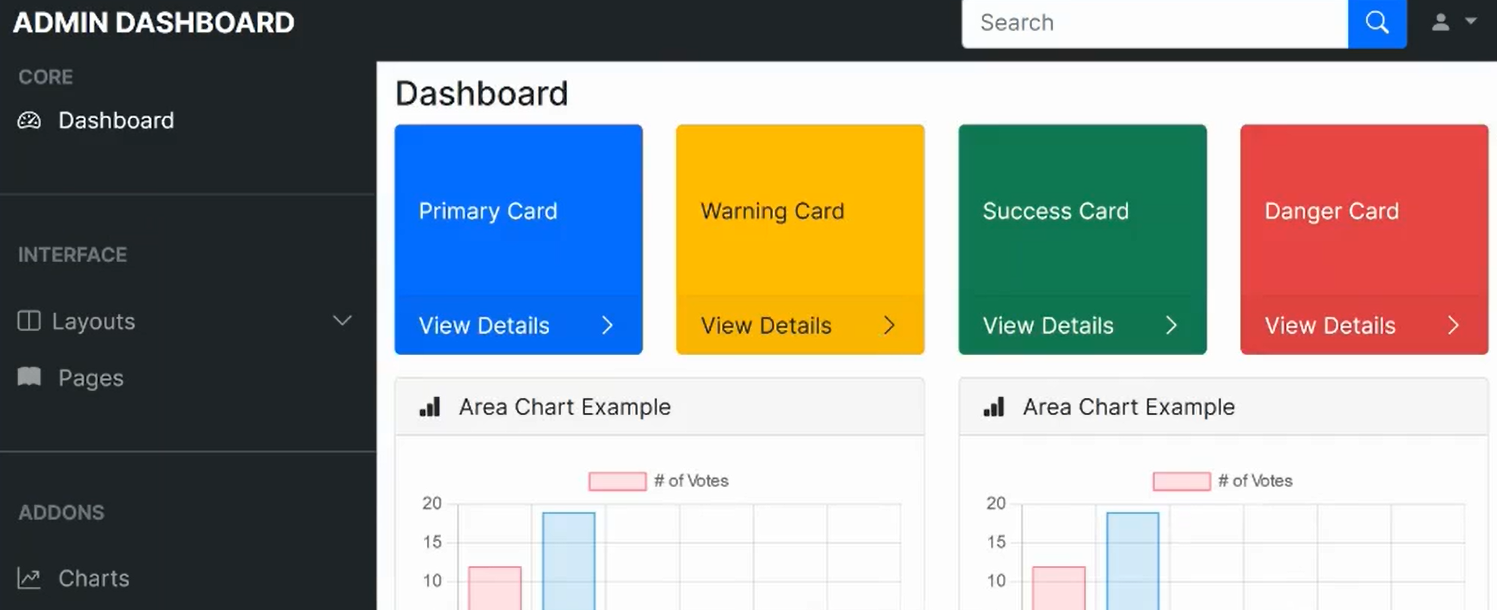 ADMIN DASHBOARD
Search
CORE
Dashboard
INTERFACE
Layouts
Pages
ADDONS
Charts
Dashboard
Primary Card
View Details
Warning Card
View Details
Success Card
View Details
Danger Card
View Details
Area Chart Example
# of Votes
20
15
10
Area Chart Example
# of Votes
20
15
10